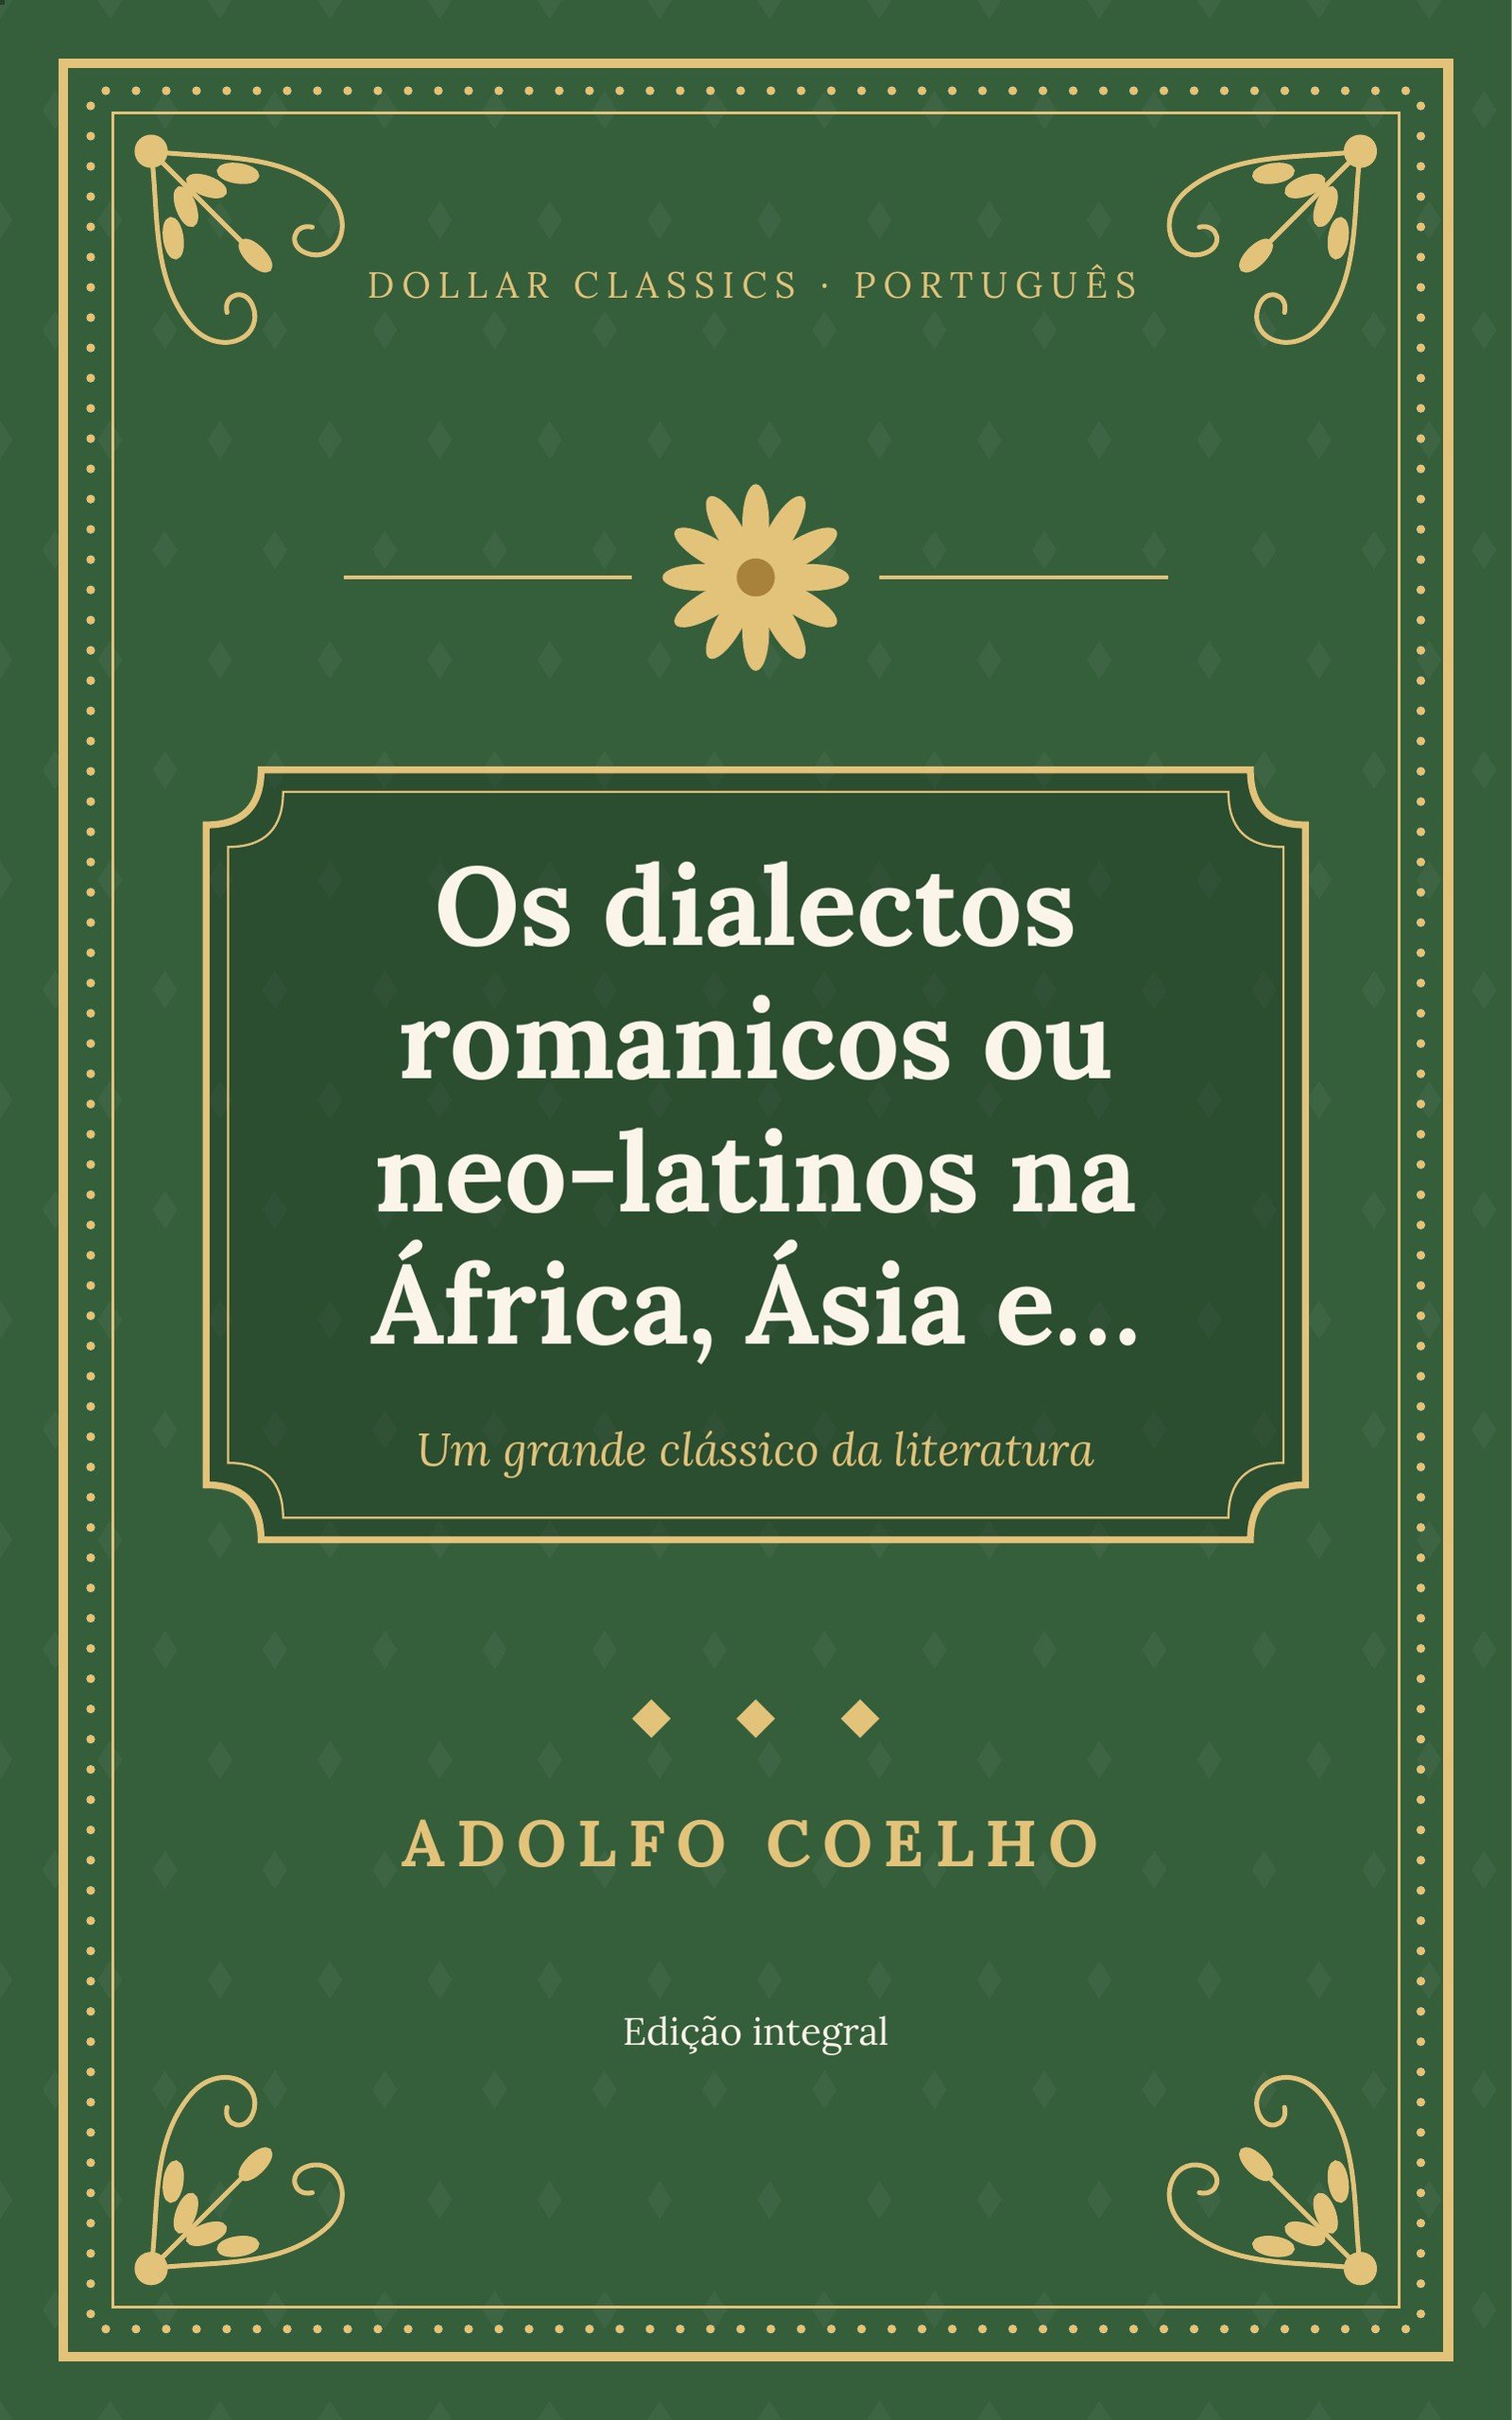 DOLLAR CLASSICS · PORTUGUÊS
Os dialectos
romanicos ou
neo-latinos na
África, Ásia e...
Um grande clássico da literatura
ADOLFO COELHO
Edição integral